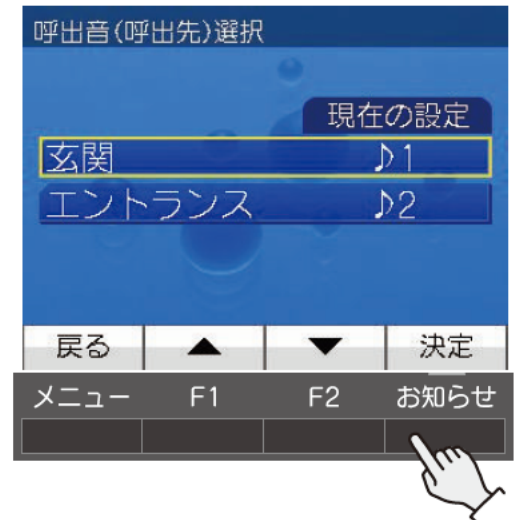 呼出音(呼出先)選択
現在の設定
玄関 ♪1
エントランス ♪2
戻る ▲ ▼ 決定
メニュー F1 F2 お知らせ